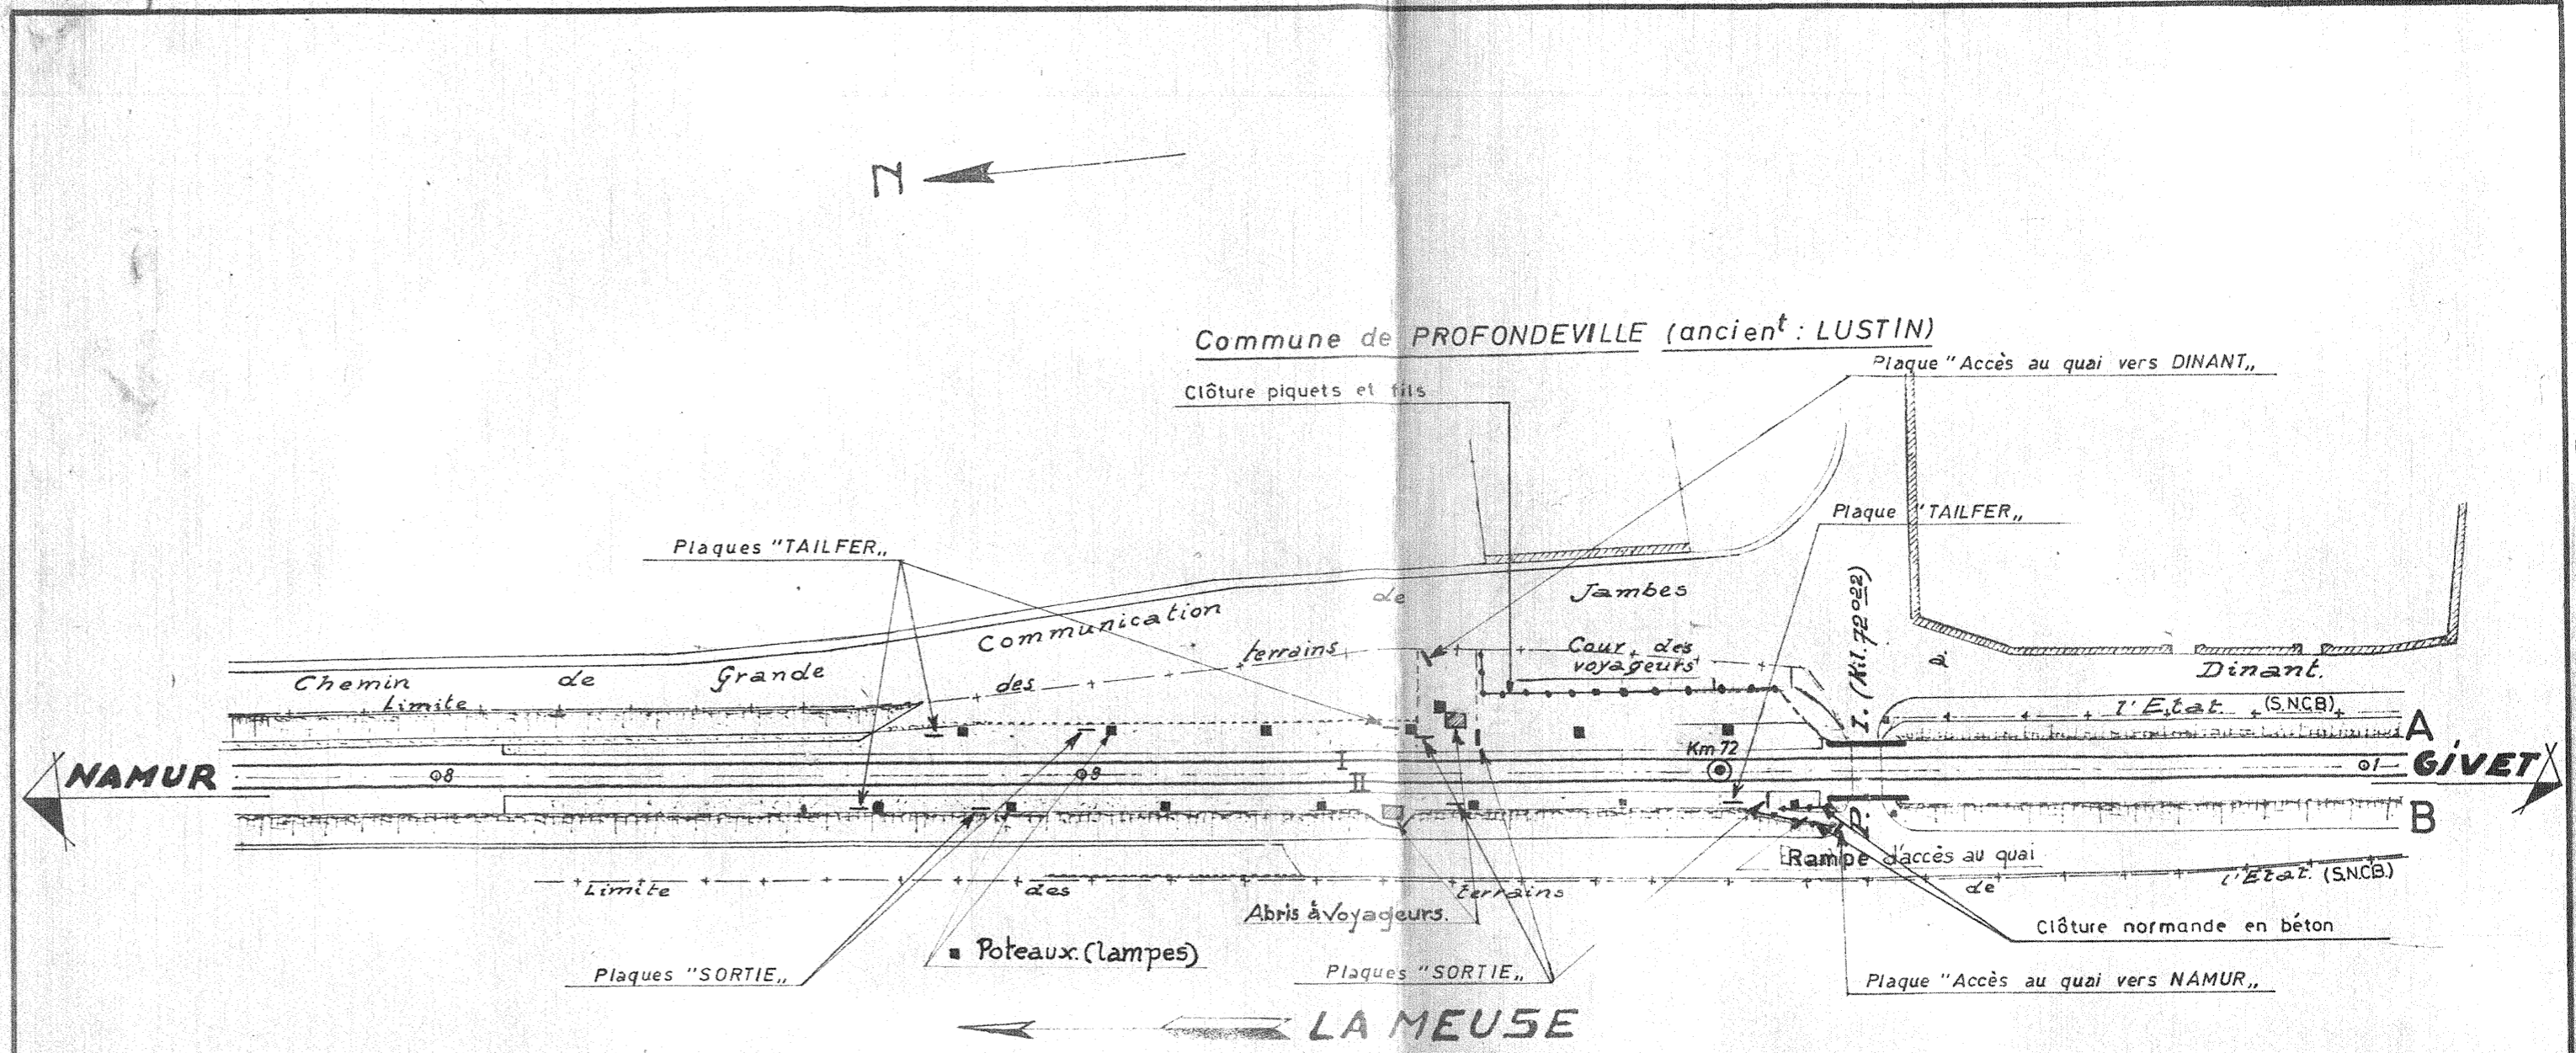 N
Commune de PROFONDEVILLE (ancienᵗ : LUSTIN)
Plaque "Accès au quai vers DINANT„
Clôture piquets et fils
Plaque "TAILFER„
Plaques "TAILFER„
Chemin de Grande Communication de Jambes à Dinant.
Limite des terrains
Cour des
voyageurs
l'Etat (S.N.C.B)
P. I. (Kil. 72º22)
A
Km 72
I
II
NAMUR
8
9
1
GIVET
B
Rampe d'accès au quai
Limite des terrains de l'Etat. (S.N.C.B.)
Abris à Voyageurs.
Clôture normande en béton
Poteaux. (lampes)
Plaques "SORTIE„
Plaques "SORTIE„
Plaque "Accès au quai vers NAMUR„
LA MEUSE